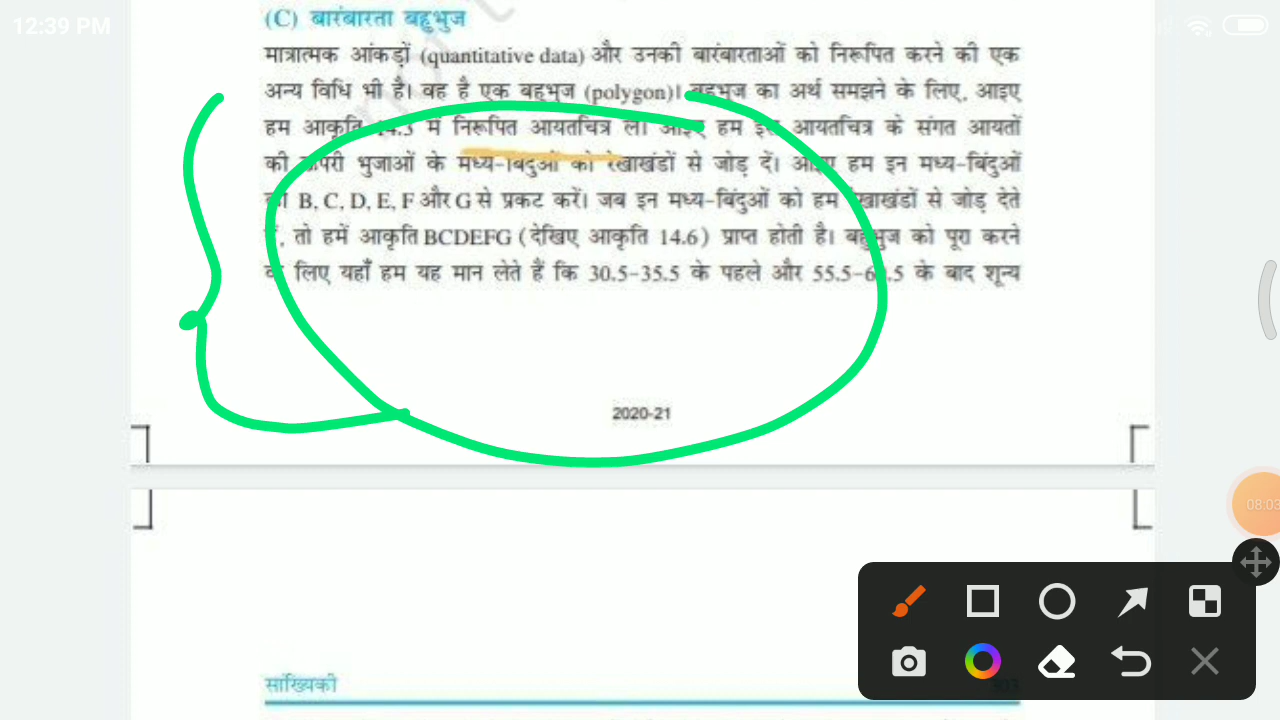 12:39 PM
(C) बारंबारता बहुभुज
मात्रात्मक आंकड़ों (quantitative data) और उनकी बारंबारताओं को निरूपित करने की एक
अन्य विधि भी है। वह है एक बहुभुज (polygon)। बहुभुज का अर्थ समझने के लिए, आइए
हम आकृति 14.3 में निरूपित आयतचित्र लें। आइए हम इस आयतचित्र के संगत आयतों
की ऊपरी भुजाओं के मध्य-बिंदुओं को रेखाखंडों से जोड़ दें। आइए हम इन मध्य-बिंदुओं
को B, C, D, E, F और G से प्रकट करें। जब इन मध्य-बिंदुओं को हम रेखाखंडों से जोड़ देते
हैं, तो हमें आकृति BCDEFG (देखिए आकृति 14.6) प्राप्त होती है। बहुभुज को पूरा करने
के लिए यहाँ हम यह मान लेते हैं कि 30.5-35.5 के पहले और 55.5-60.5 के बाद शून्य
2020-21
08:03
सांख्यिकी